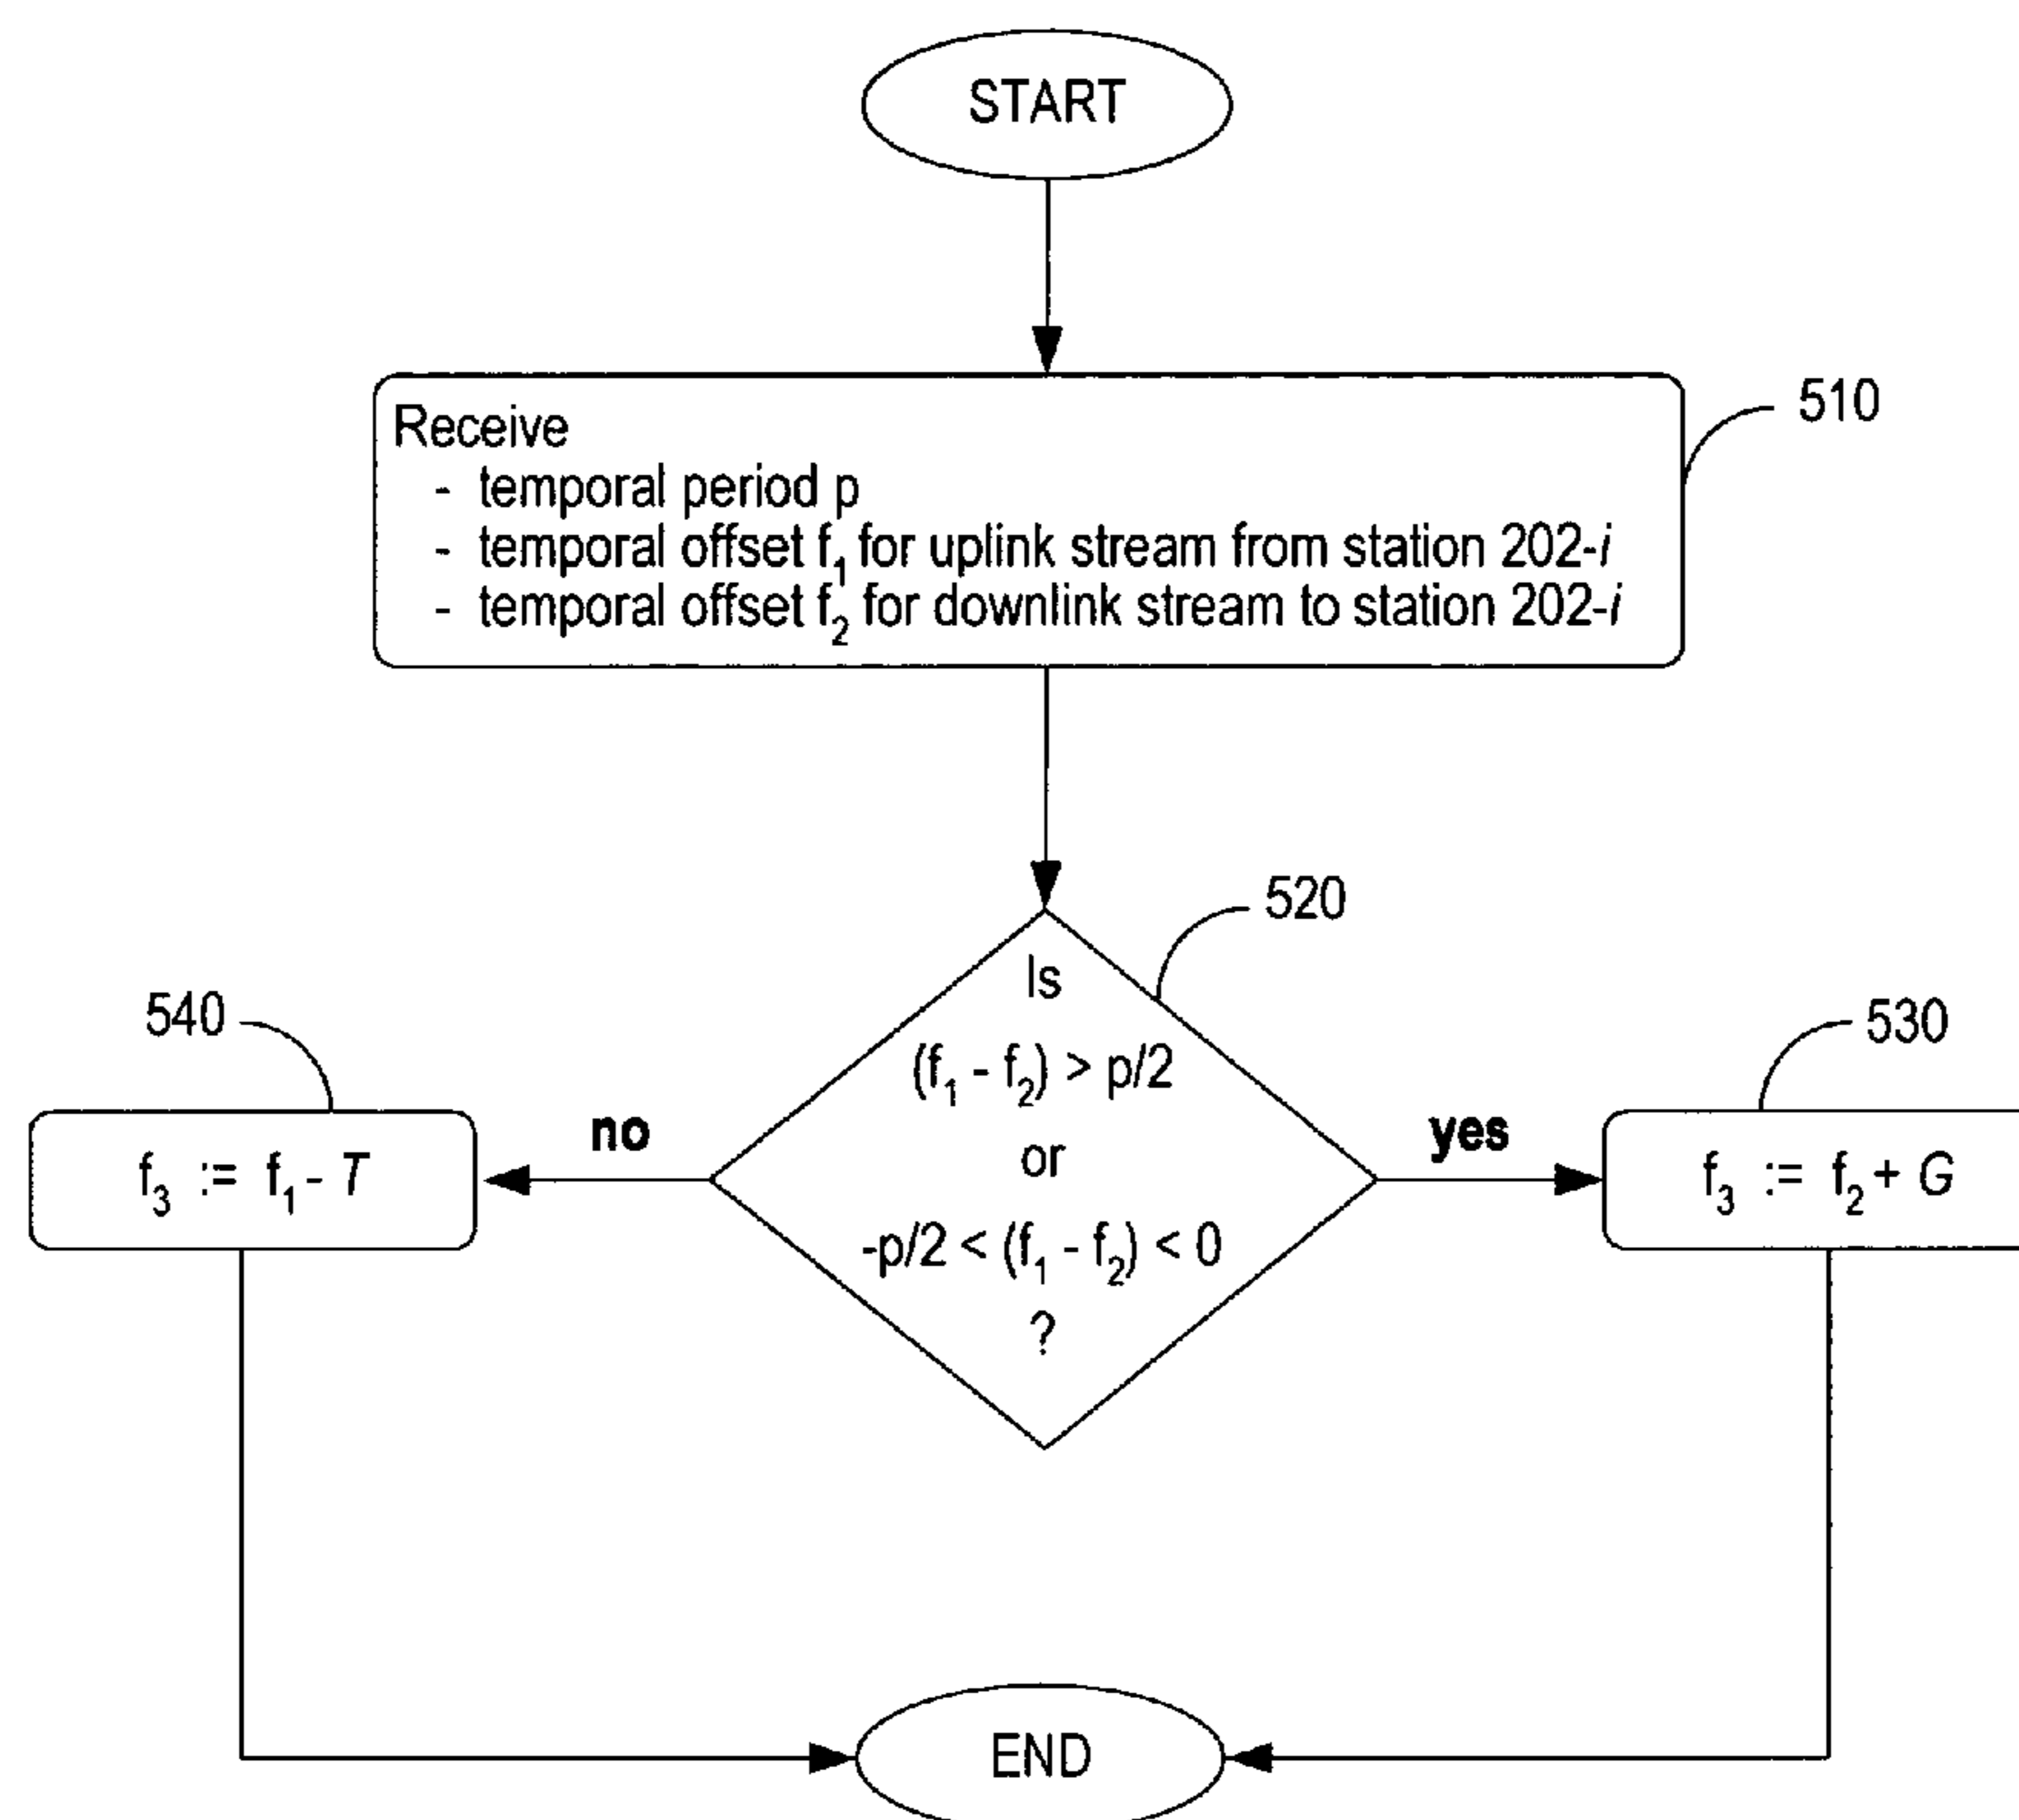 START
510
Receive
- temporal period p
- temporal offset f₁ for uplink stream from station 202-i
- temporal offset f₂ for downlink stream to station 202-i
520
Is
(f₁ - f₂) > p/2
or
-p/2 < (f₁ - f₂) < 0
?
540
no
f₃ := f₁ - T
530
yes
f₃ := f₂ + G
END